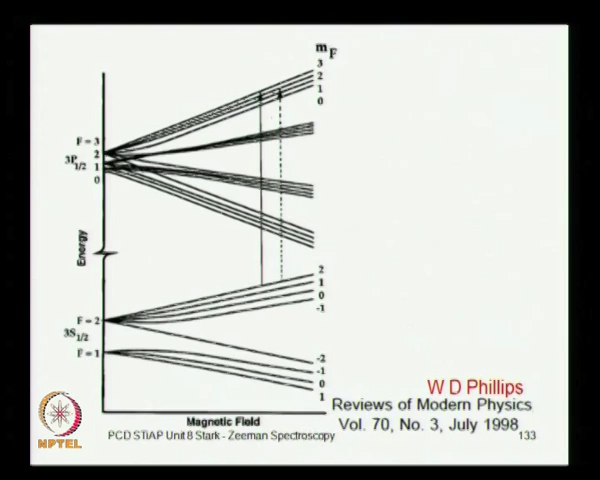 mF
3
2
1
0
F = 3
2
3P1/2 1
0
Energy
2
1
0
-1
F = 2
3S1/2
F = 1
-2
-1
0
1
W D Phillips
Reviews of Modern Physics
Vol. 70, No. 3, July 1998
Magnetic Field
PCD STiAP Unit 8 Stark - Zeeman Spectroscopy
133
NPTEL